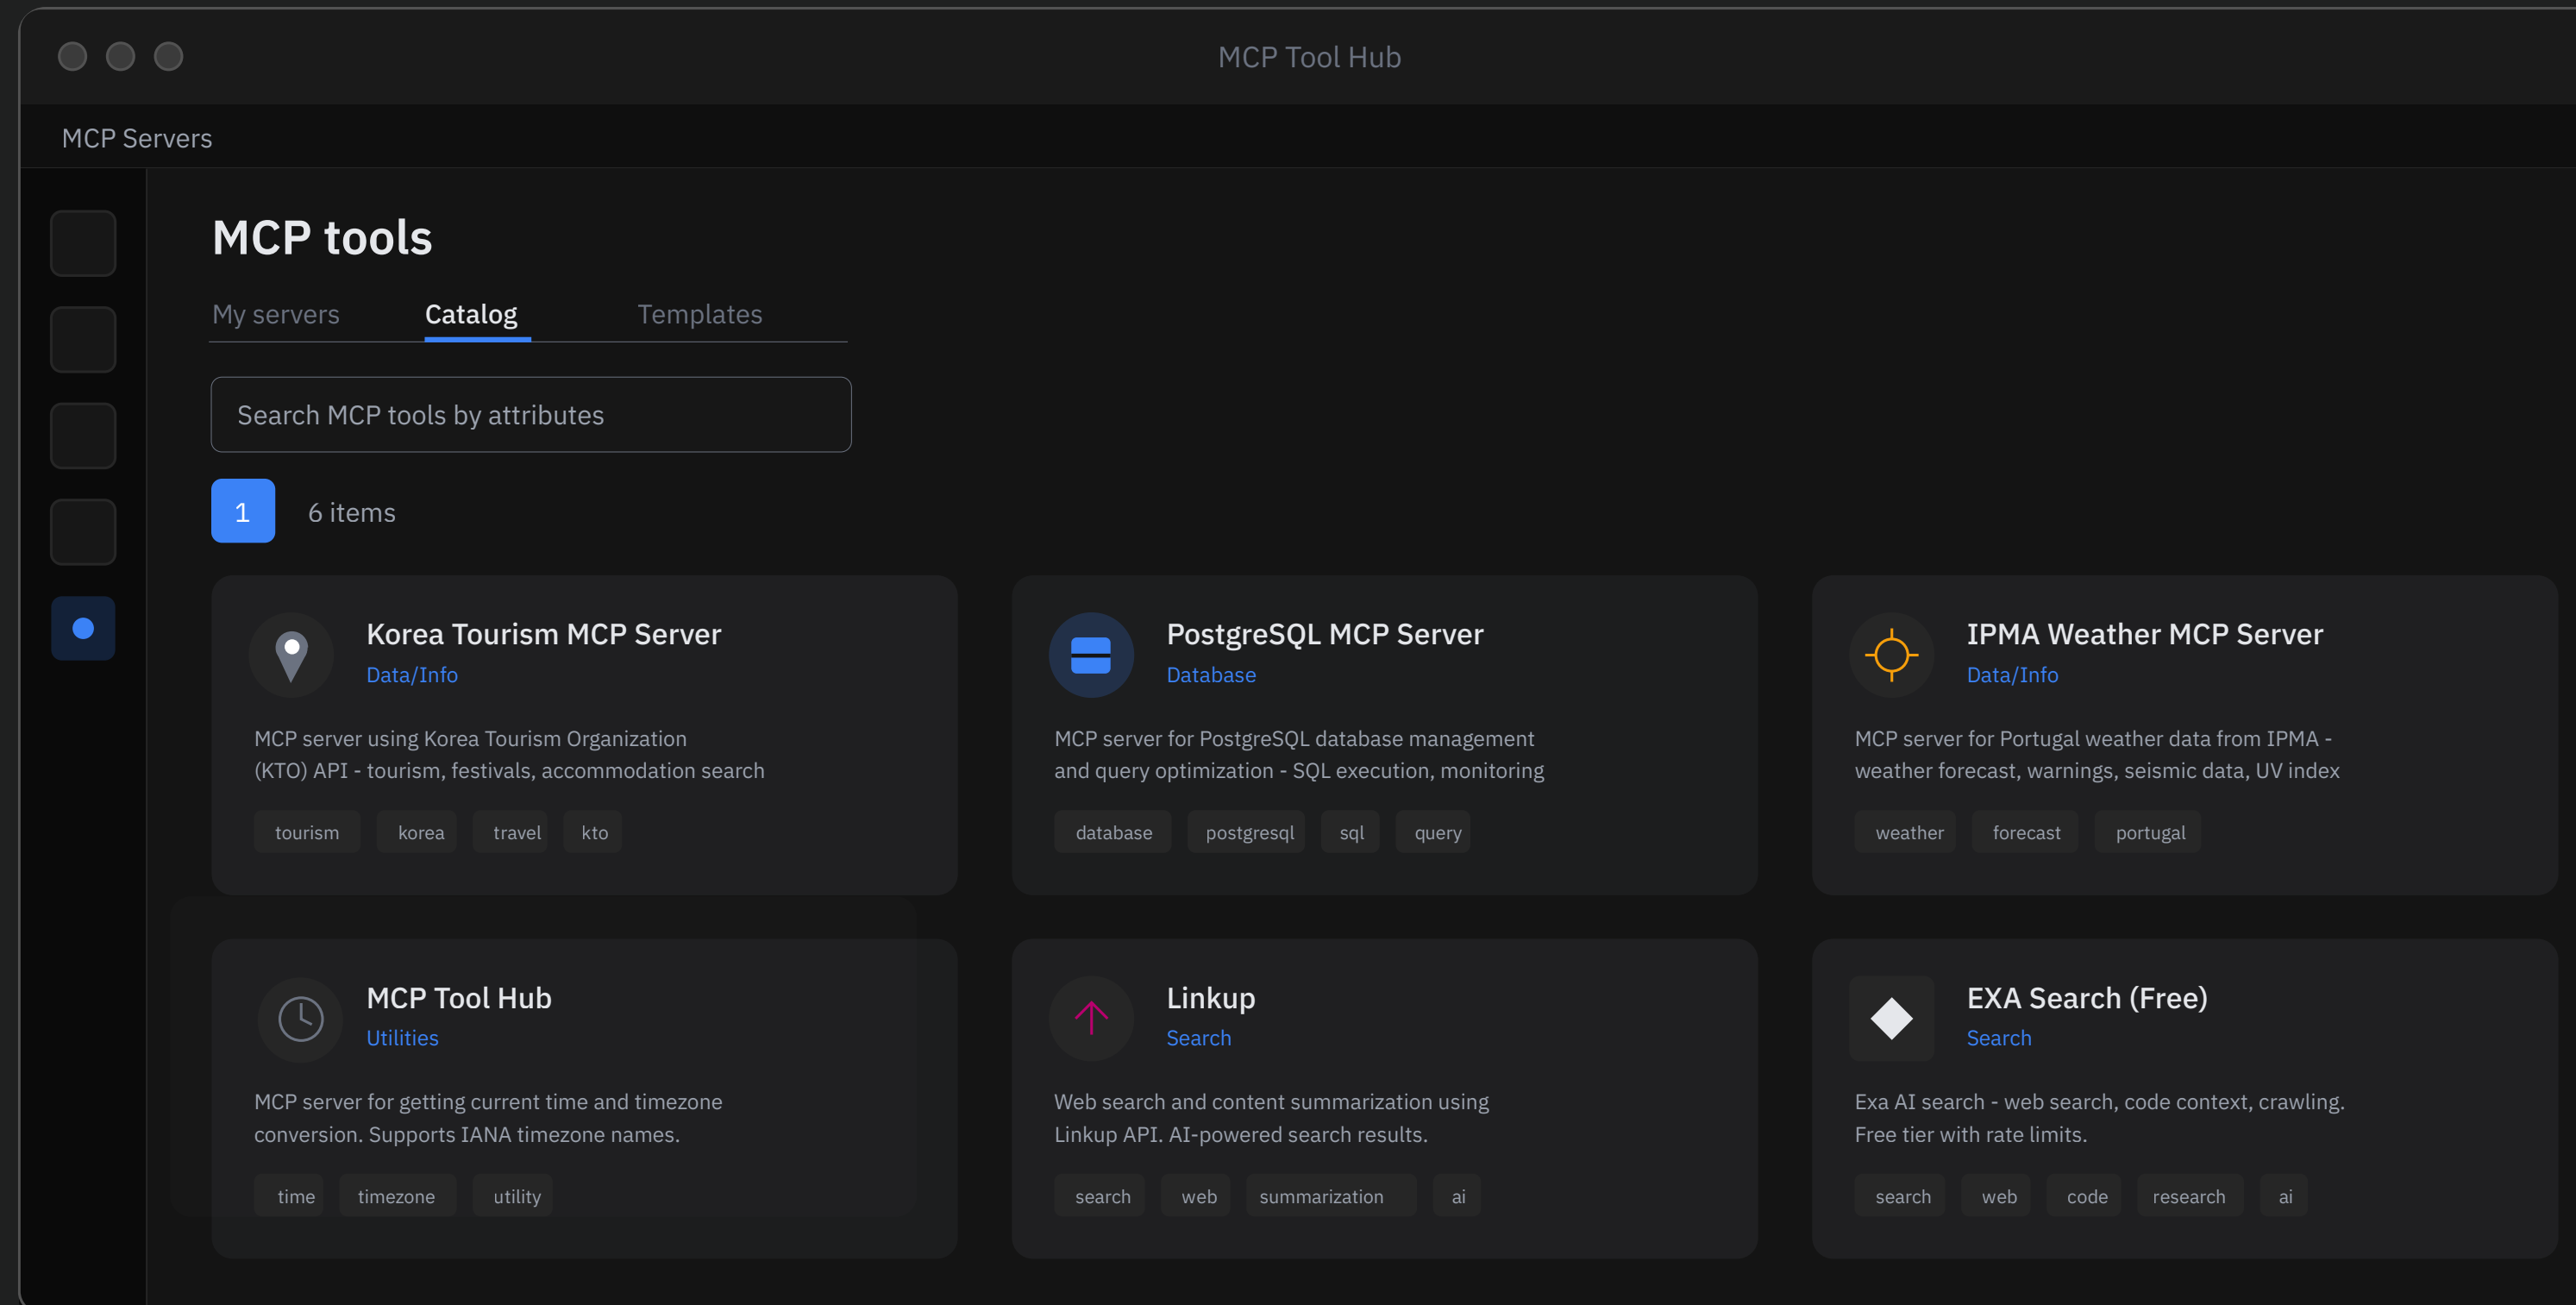 MCP Tool Hub
MCP Servers
MCP tools
My servers
Catalog
Templates
Search MCP tools by attributes
1
6 items
Korea Tourism MCP Server
Data/Info
MCP server using Korea Tourism Organization
(KTO) API - tourism, festivals, accommodation search
tourism
korea
travel
kto
PostgreSQL MCP Server
Database
MCP server for PostgreSQL database management
and query optimization - SQL execution, monitoring
database
postgresql
sql
query
IPMA Weather MCP Server
Data/Info
MCP server for Portugal weather data from IPMA -
weather forecast, warnings, seismic data, UV index
weather
forecast
portugal
MCP Tool Hub
Utilities
MCP server for getting current time and timezone
conversion. Supports IANA timezone names.
time
timezone
utility
Linkup
Search
Web search and content summarization using
Linkup API. AI-powered search results.
search
web
summarization
ai
EXA Search (Free)
Search
Exa AI search - web search, code context, crawling.
Free tier with rate limits.
search
web
code
research
ai